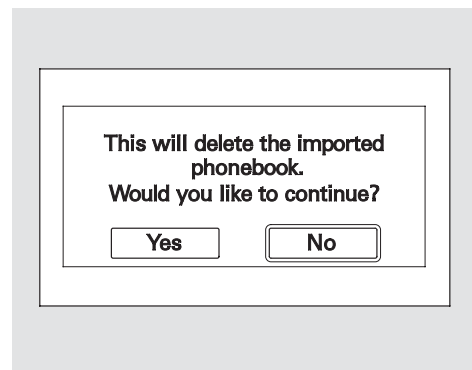 This will delete the imported
phonebook.
Would you like to continue?
Yes No